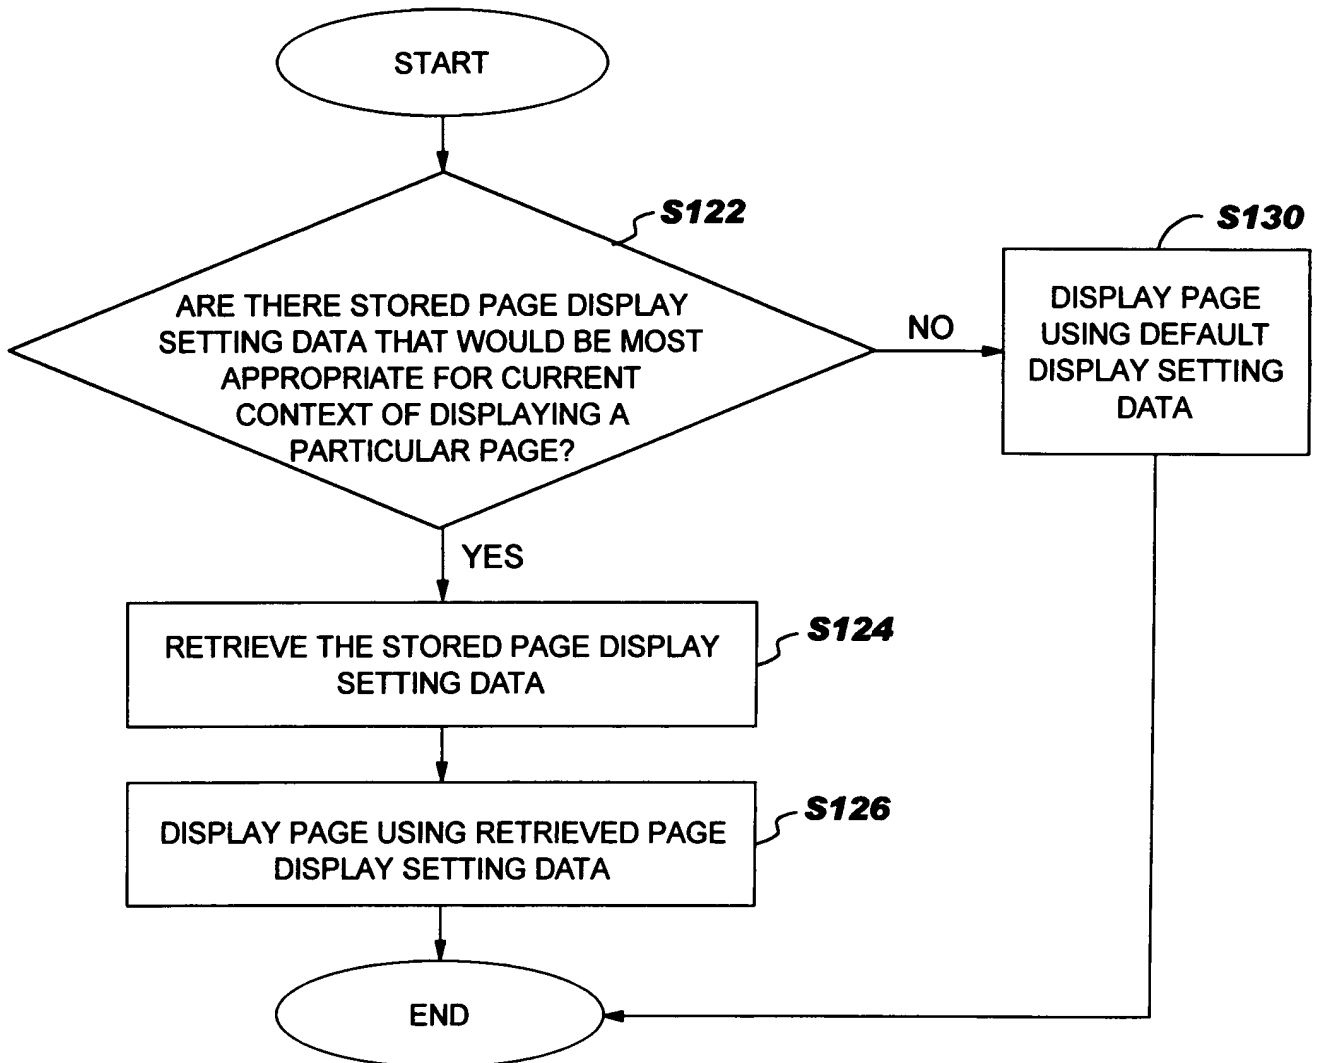 START
S122
ARE THERE STORED PAGE DISPLAY
SETTING DATA THAT WOULD BE MOST
APPROPRIATE FOR CURRENT
CONTEXT OF DISPLAYING A
PARTICULAR PAGE?
NO
S130
DISPLAY PAGE
USING DEFAULT
DISPLAY SETTING
DATA
YES
S124
RETRIEVE THE STORED PAGE DISPLAY
SETTING DATA
S126
DISPLAY PAGE USING RETRIEVED PAGE
DISPLAY SETTING DATA
END